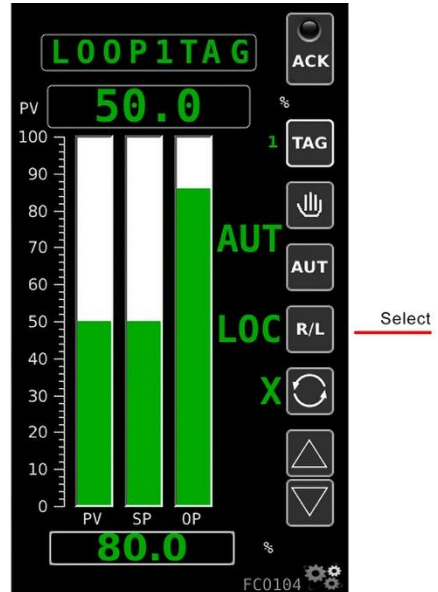 LOOP1TAG
ACK
PV 50.0 %
100
1 TAG
90
80
70
AUT
AUT
60
50
LOC R/L Select
40
30
X
20
10
0
PV SP OP
80.0 %
FC0104